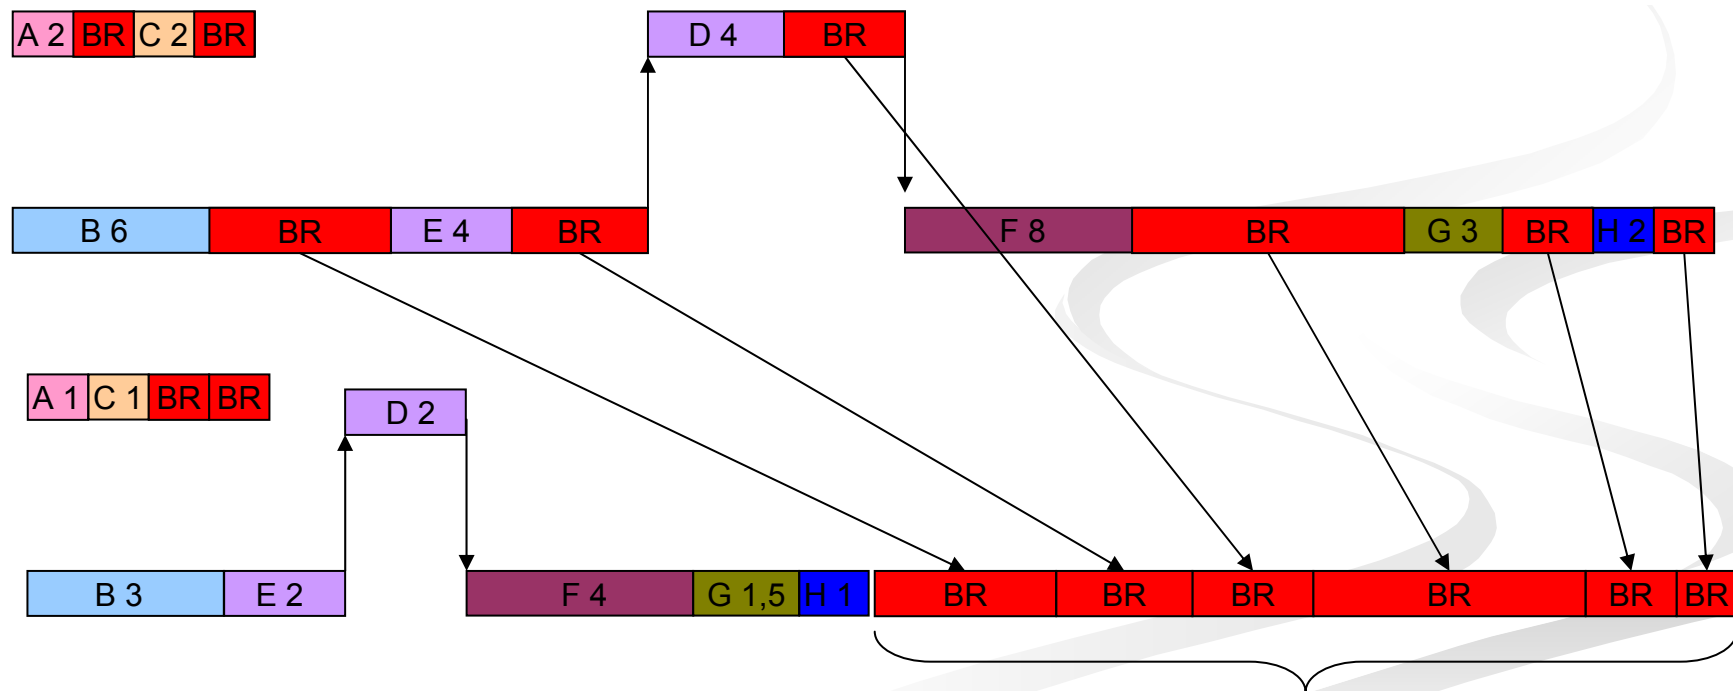 A 2 BR C 2 BR D 4 BR
B 6 BR E 4 BR F 8 BR G 3 BR H 2 BR
A 1 C 1 BR BR D 2
B 3 E 2 F 4 G 1,5 H 1 BR BR BR BR BR BR